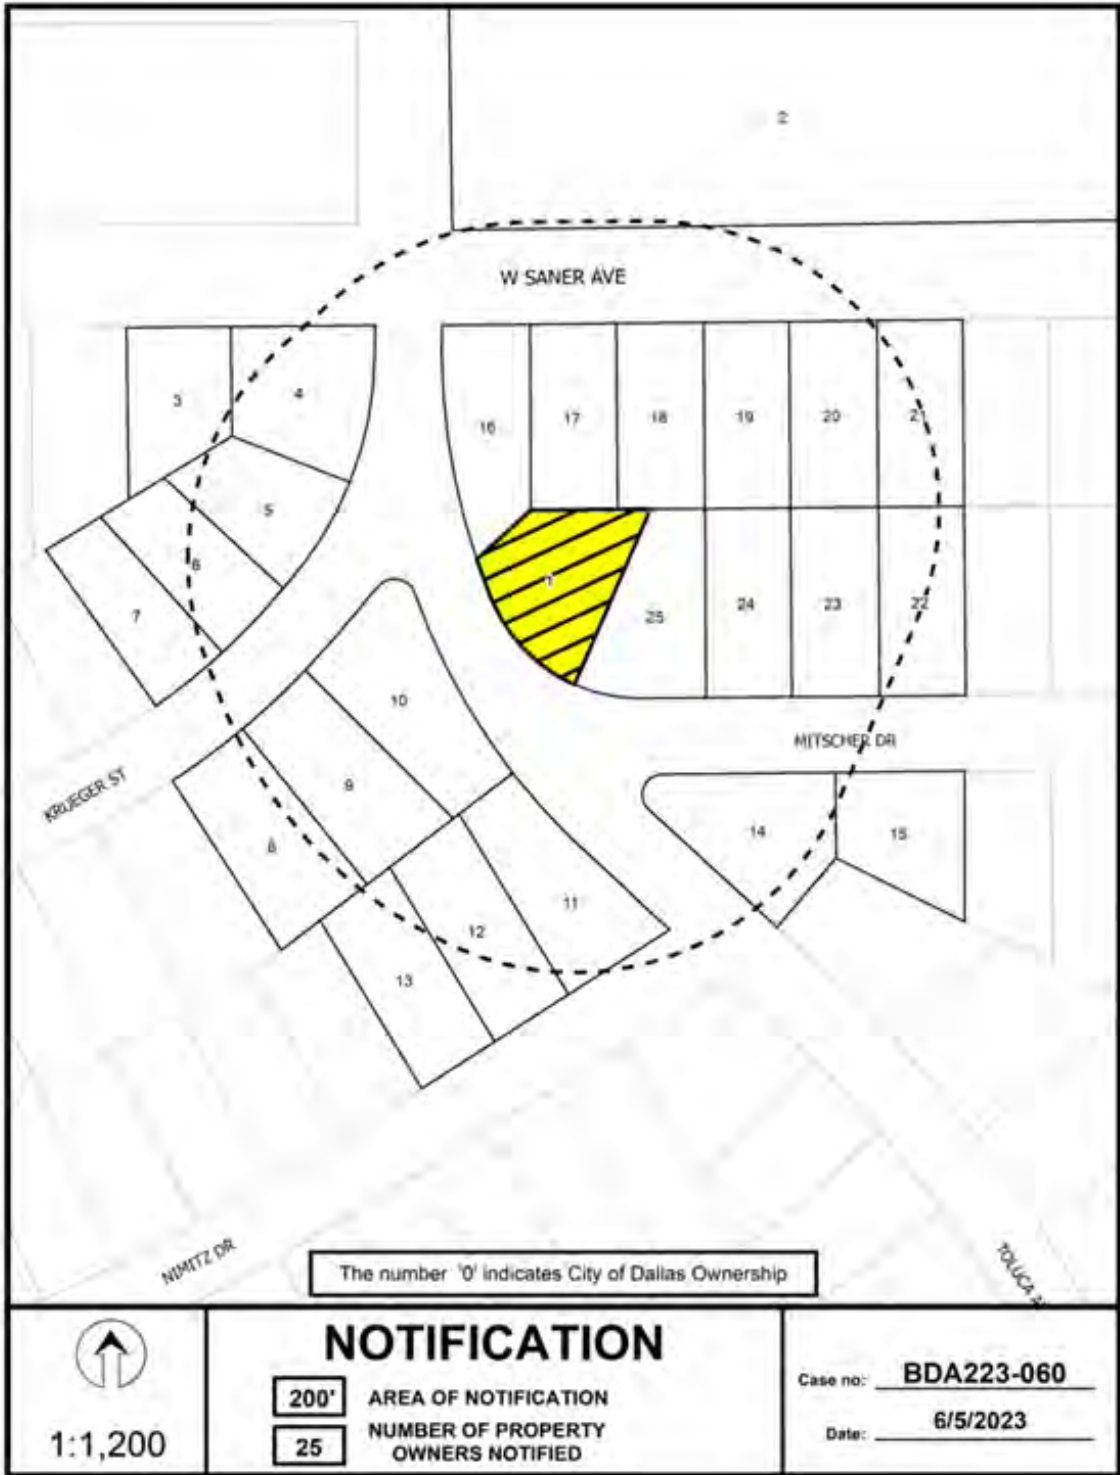 2
W SANER AVE
3
4
16
17
18
19
20
21
5
6
7
1
25
24
23
22
10
MITSCHER DR
KRUEGER ST
9
8
14
15
11
12
13
NIMITZ DR
TOLUCA
The number '0' indicates City of Dallas Ownership
1:1,200
NOTIFICATION
200' AREA OF NOTIFICATION
25 NUMBER OF PROPERTY
OWNERS NOTIFIED
Case no: BDA223-060
Date: 6/5/2023